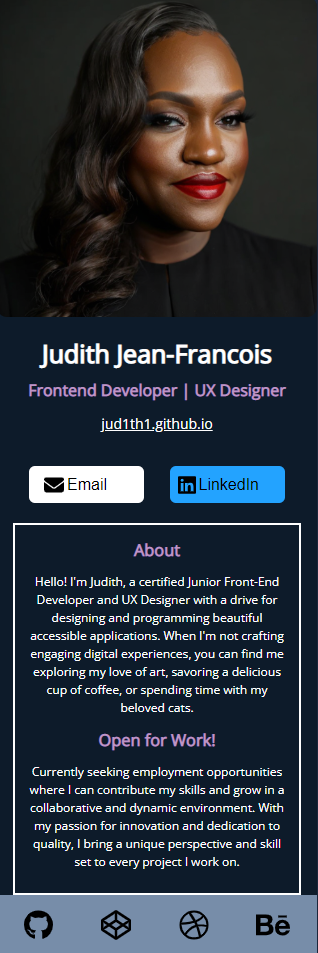 Judith Jean-Francois
Frontend Developer | UX Designer
jud1th1.github.io
Email
LinkedIn
About
Hello! I'm Judith, a certified Junior Front-End
Developer and UX Designer with a drive for
designing and programming beautiful
accessible applications. When I'm not crafting
engaging digital experiences, you can find me
exploring my love of art, savoring a delicious
cup of coffee, or spending time with my
beloved cats.
Open for Work!
Currently seeking employment opportunities
where I can contribute my skills and grow in a
collaborative and dynamic environment. With
my passion for innovation and dedication to
quality, I bring a unique perspective and skill
set to every project I work on.
Bē